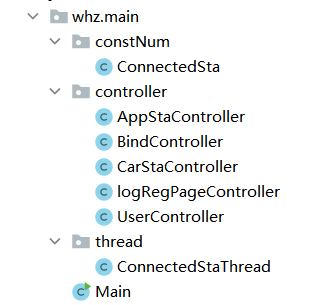 whz.main
constNum
C ConnectedSta
controller
C AppStaController
C BindController
C CarStaController
C logRegPageController
C UserController
thread
C ConnectedStaThread
C Main